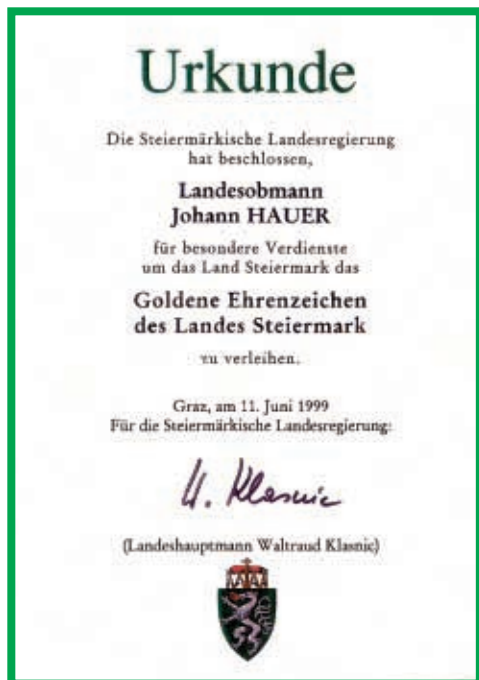 Urkunde
Die Steiermärkische Landesregierung
hat beschlossen,
Landesobmann
Johann HAUER
für besondere Verdienste
um das Land Steiermark das
Goldene Ehrenzeichen
des Landes Steiermark
zu verleihen.
Graz, am 11. Juni 1999
Für die Steiermärkische Landesregierung:
W. Klasnic
(Landeshauptmann Waltraud Klasnic)